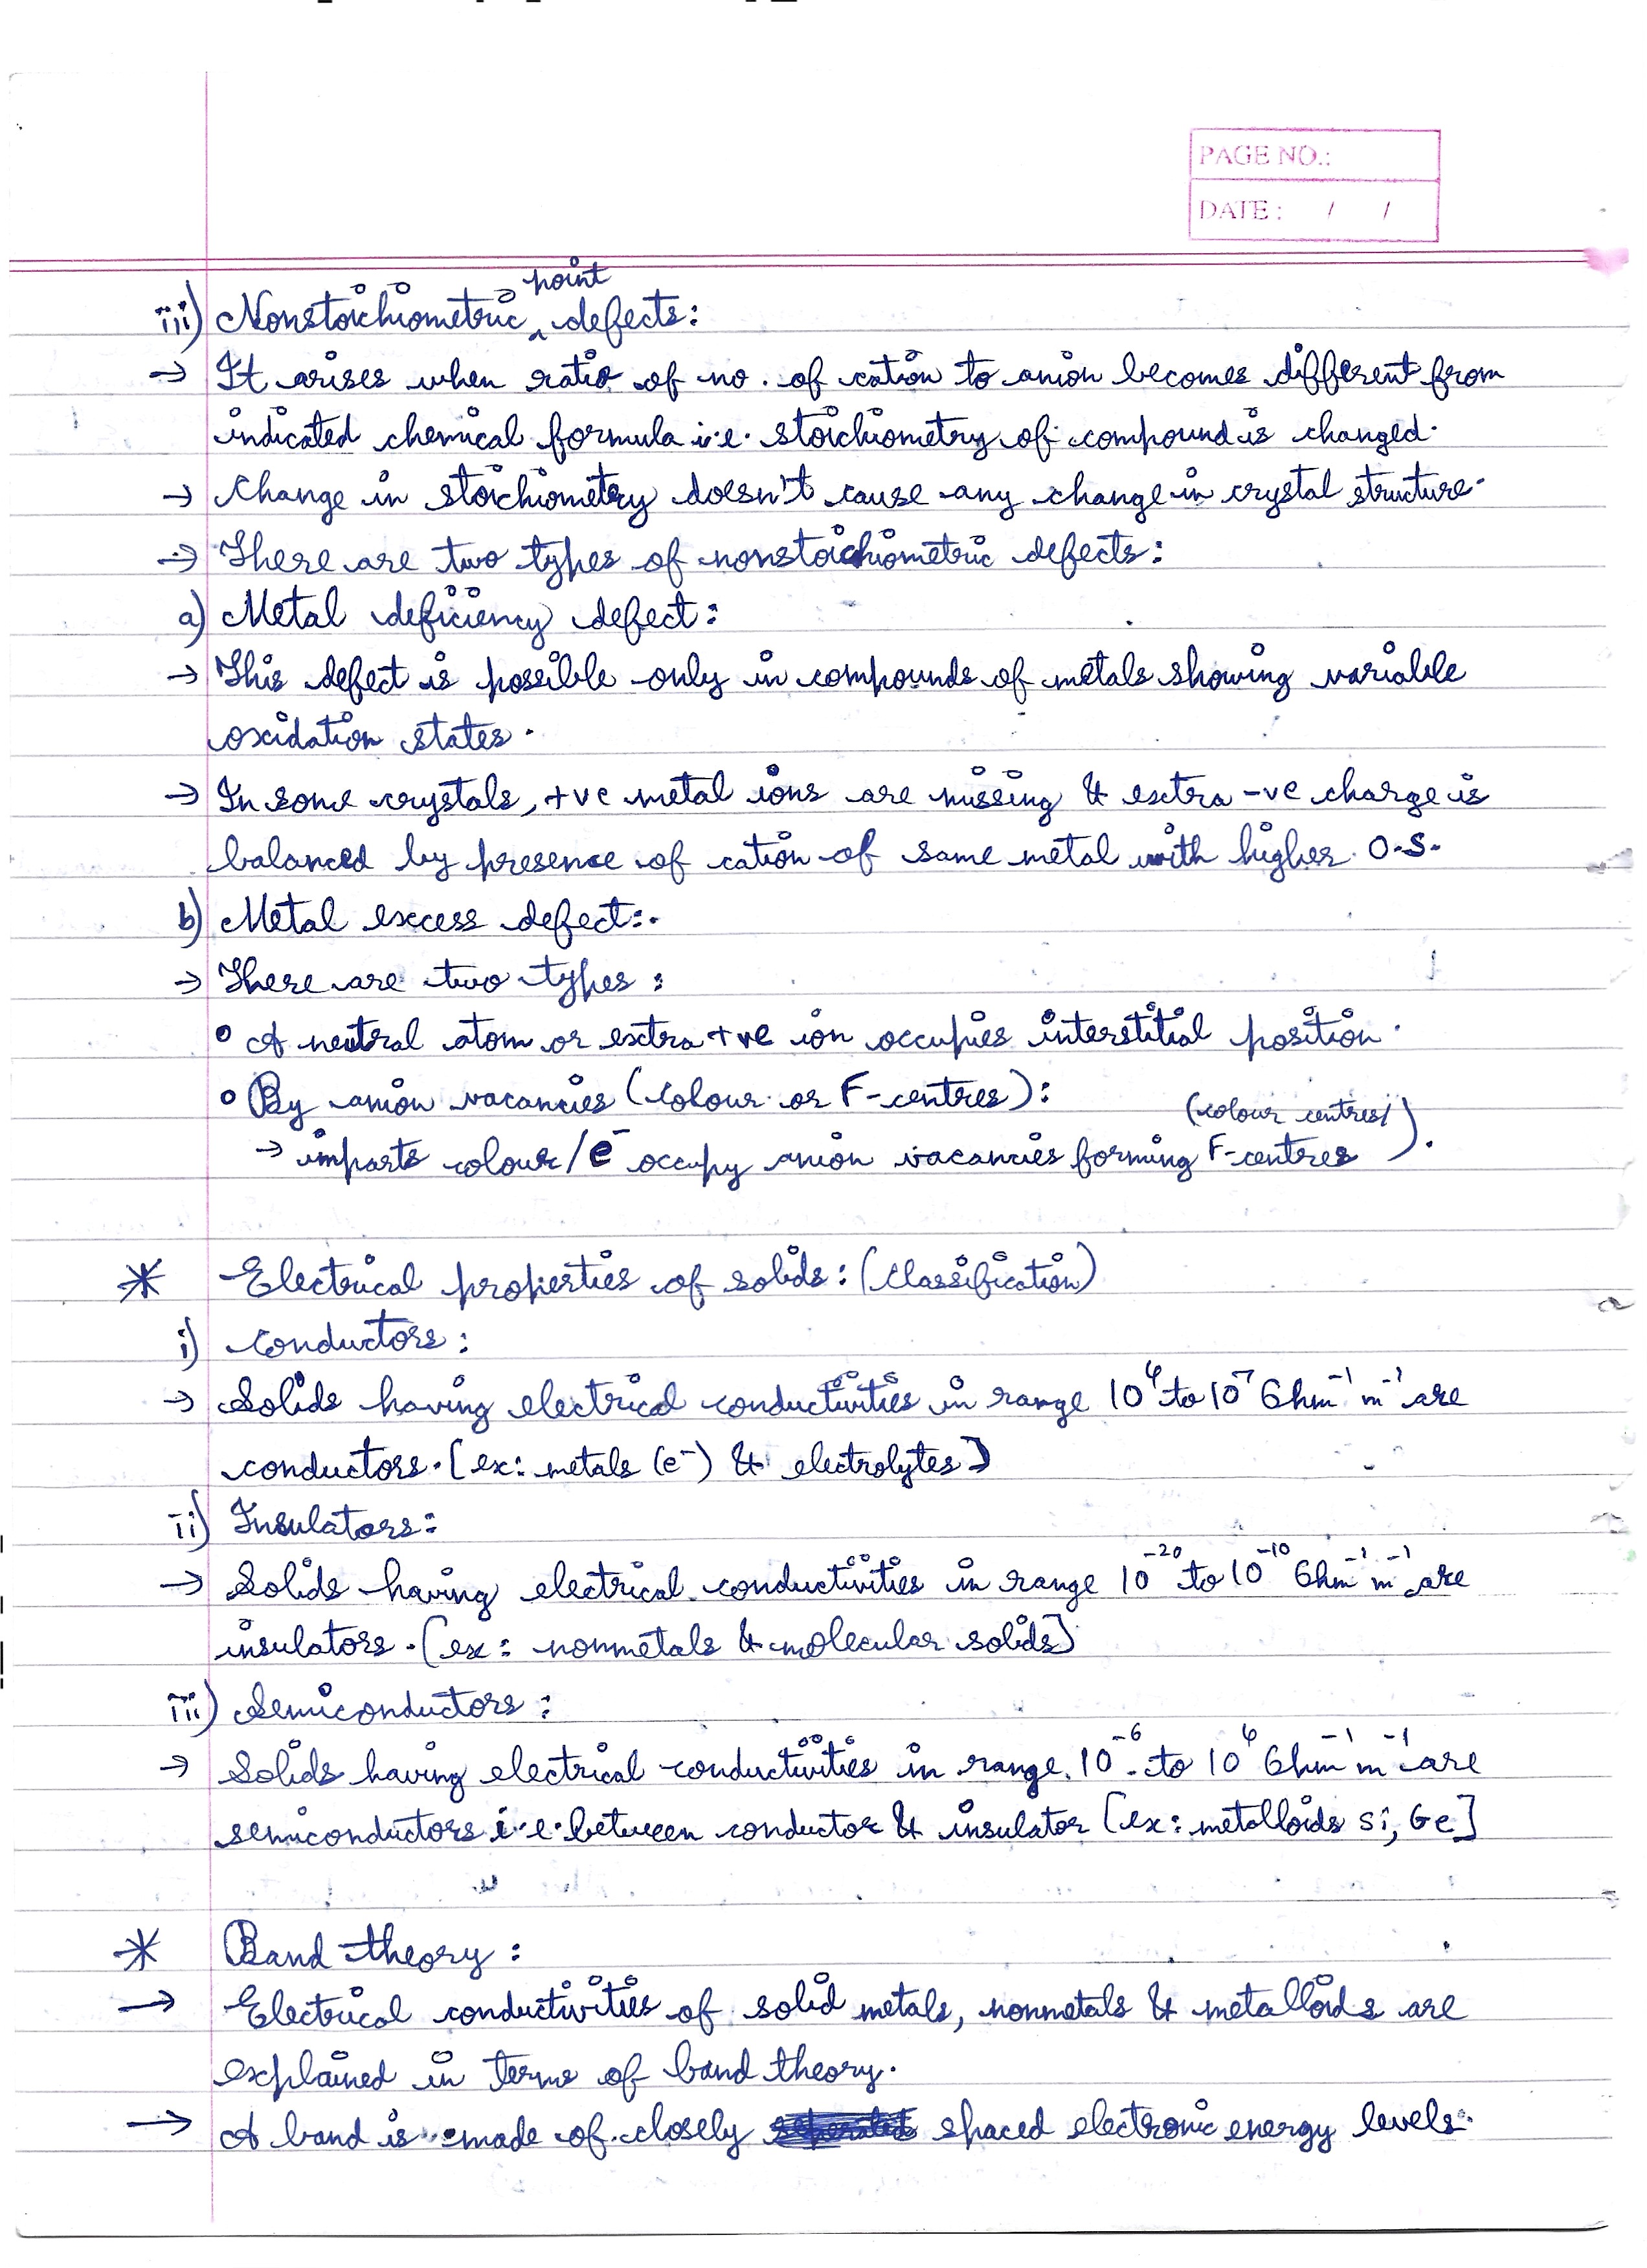 PAGE NO.:
DATE : / /
iii) Nonstoichiometric point defects:
→ It arises when ratio of no. of cation to anion becomes different from
indicated chemical formula i.e. stoichiometry of compound is changed.
→ Change in stoichiometry doesn't cause any change in crystal structure.
→ There are two types of nonstoichiometric defects:
a) Metal deficiency defect:
→ This defect is possible only in compounds of metals showing variable
oxidation states.
→ In some crystals, +ve metal ions are missing & extra -ve charge is
balanced by presence of cation of same metal with higher O.S.
b) Metal excess defect:
→ There are two types:
• A neutral atom or extra +ve ion occupies interstitial position.
• By anion vacancies (colour or F-centres):
(colour centres/
→ imparts colour/e⁻ occupy anion vacancies forming F-centres).
* Electrical properties of solids: (Classification)
i) Conductors:
→ Solids having electrical conductivities in range 10⁴ to 10⁷ Ohm⁻¹ m⁻¹ are
conductors. [ex: metals (e⁻) & electrolytes]
ii) Insulators:
→ Solids having electrical conductivities in range 10⁻²⁰ to 10⁻¹⁰ Ohm⁻¹ m⁻¹ are
insulators. [ex: nonmetals & molecular solids]
iii) Semiconductors:
→ Solids having electrical conductivities in range 10⁻⁶ to 10⁴ Ohm⁻¹ m⁻¹ are
semiconductors i.e. between conductor & insulator [ex: metalloids Si, Ge]
* Band theory:
→ Electrical conductivities of solid metals, nonmetals & metalloids are
explained in terms of band theory.
→ A band is made of closely spaced electronic energy levels.